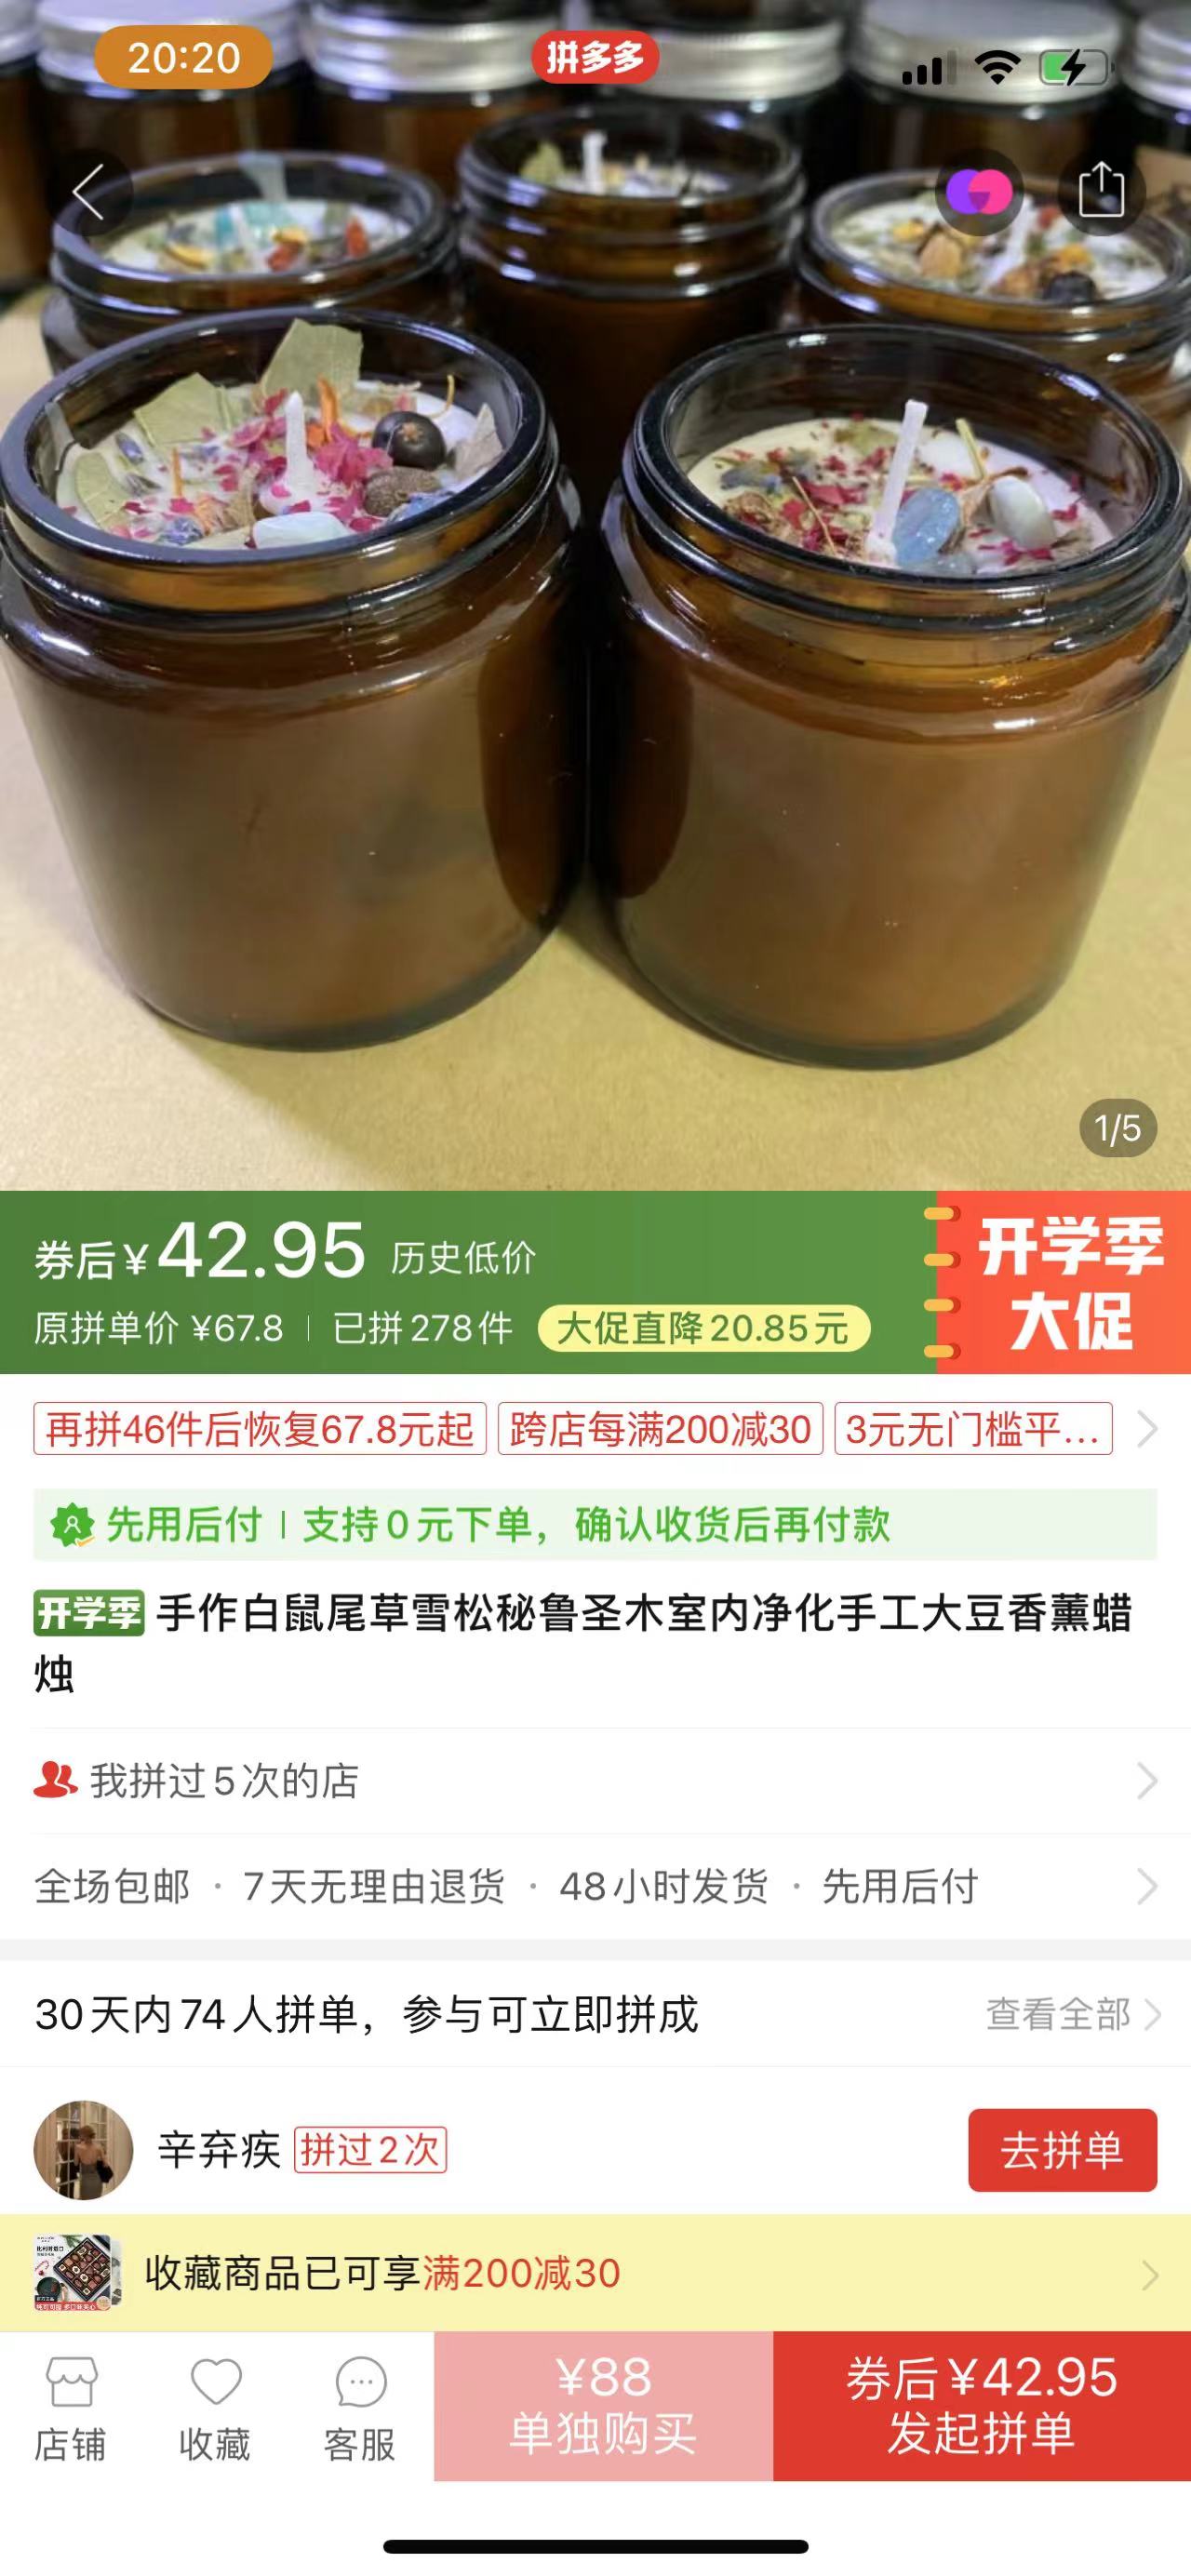 20:20
拼多多
1/5
券后¥42.95 历史低价
原拼单价 ¥67.8 | 已拼278件 大促直降20.85元
开学季
大促
再拼46件后恢复67.8元起 跨店每满200减30 3元无门槛平...
先用后付 | 支持0元下单，确认收货后再付款
开学季 手作白鼠尾草雪松秘鲁圣木室内净化手工大豆香薰蜡
烛
我拼过5次的店
全场包邮 · 7天无理由退货 · 48小时发货 · 先用后付
30天内74人拼单，参与可立即拼成 查看全部
辛弃疾 拼过2次 去拼单
收藏商品已可享满200减30
店铺 收藏 客服
¥88
单独购买
券后¥42.95
发起拼单